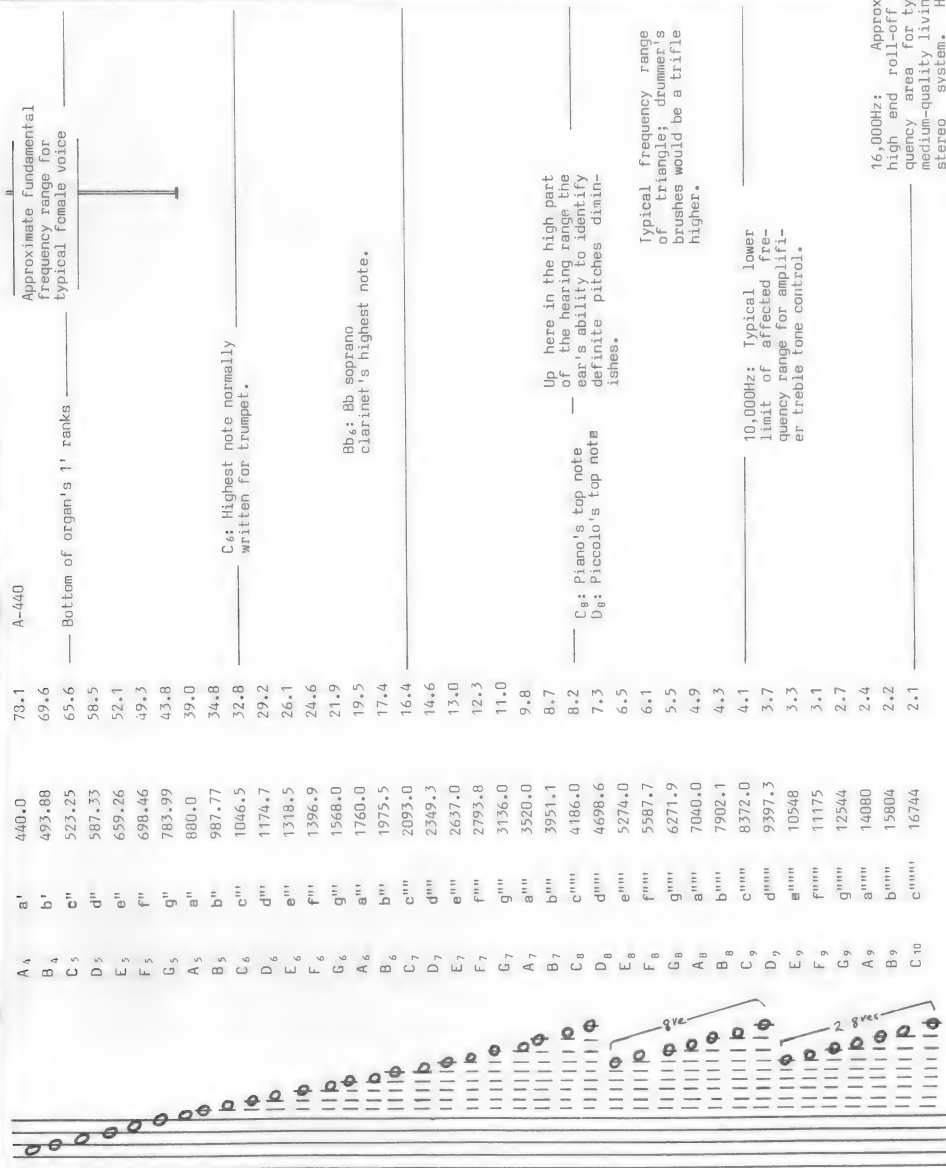 Approximate fundamental
frequency range for
typical female voice
A4 a' 440.0 73.1 A-440
B4 b' 493.88 69.6
C5 c'' 523.25 65.6 Bottom of organ's 1' ranks
D5 d'' 587.33 58.5
E5 e'' 659.26 52.1
F5 f'' 698.46 49.3
G5 g'' 783.99 43.8
A5 a'' 880.0 39.0
B5 b'' 987.77 34.8
C6 c''' 1046.5 32.8 C6: Highest note normally
written for trumpet.
D6 d''' 1174.7 29.2
E6 e''' 1318.5 26.1
F6 f''' 1396.9 24.6
G6 g''' 1568.0 21.9
A6 a''' 1760.0 19.5 Bb6: Bb soprano
clarinet's highest note.
B6 b''' 1975.5 17.4
C7 c'''' 2093.0 16.4
D7 d'''' 2349.3 14.6
E7 e'''' 2637.0 13.0
F7 f'''' 2793.8 12.3
G7 g'''' 3136.0 11.0
A7 a'''' 3520.0 9.8
B7 b'''' 3951.1 8.7
C8 c''''' 4186.0 8.2 C8: Piano's top note
D8 d''''' 4698.6 7.3 D8: Piccolo's top note
Up here in the high part
of the hearing range the
ear's ability to identify
definite pitches dimin-
ishes.
E8 e''''' 5274.0 6.5
F8 f''''' 5587.7 6.1
G8 g''''' 6271.9 5.5
A8 a''''' 7040.0 4.9
B8 b''''' 7902.1 4.3
Typical frequency range
of triangle; drummer's
brushes would be a trifle
higher.
8ve
C9 c'''''' 8372.0 4.1
D9 d'''''' 9397.3 3.7
10,000Hz: Typical lower
limit of affected fre-
quency range for amplifi-
er treble tone control.
E9 e'''''' 10548 3.3
F9 f'''''' 11175 3.1
G9 g'''''' 12544 2.7
A9 a'''''' 14080 2.4
B9 b'''''' 15804 2.2
C10 c''''''' 16744 2.1
2 8ves
16,000Hz: Approx
high end roll-off
quency area for ty
medium-quality livin
stereo system. H